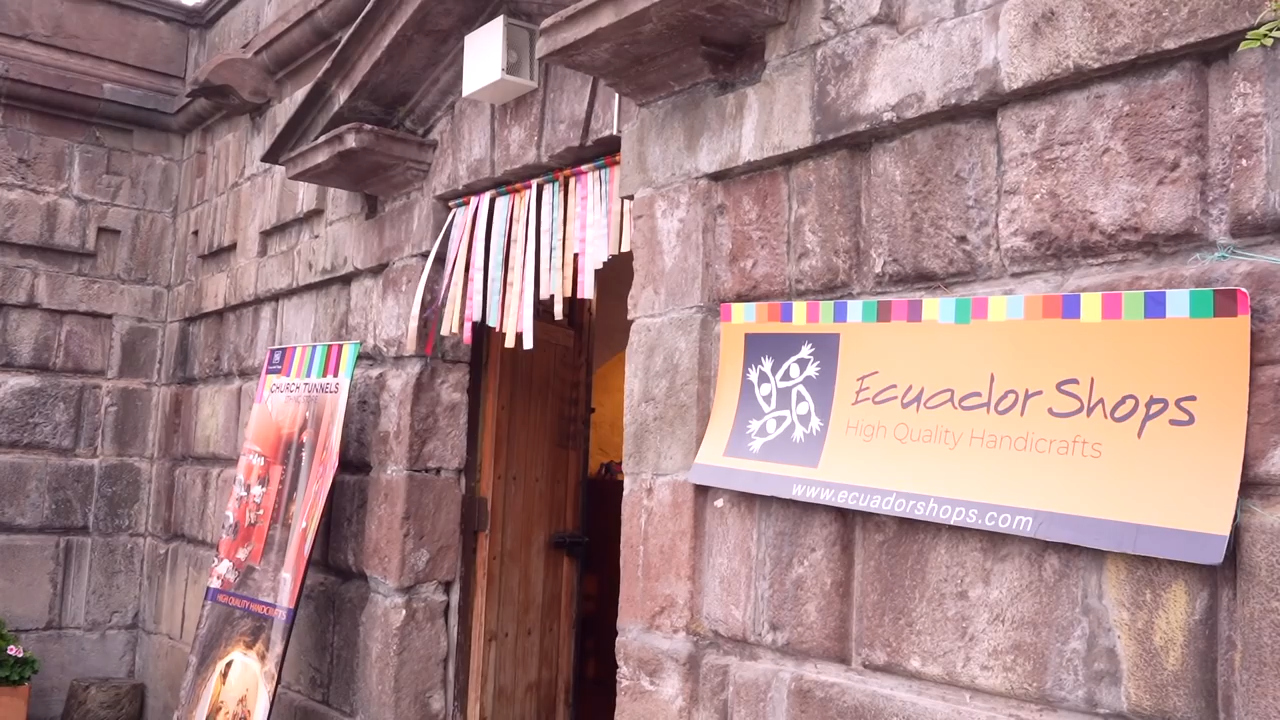 CHURCH TUNNELS
HIGH QUALITY HANDICRAFTS
Ecuador Shops
High Quality Handicrafts
www.ecuadorshops.com